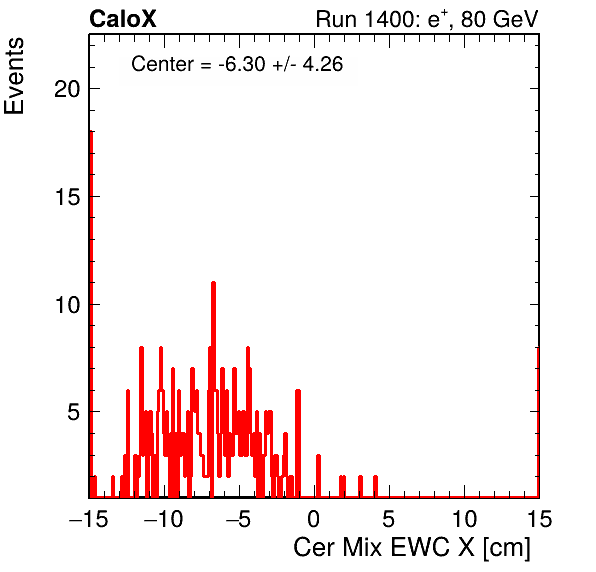 CaloX Run 1400: e⁺, 80 GeV
Center = -6.30 +/- 4.26
Events
20
15
10
5
−15 −10 −5 0 5 10 15
Cer Mix EWC X [cm]